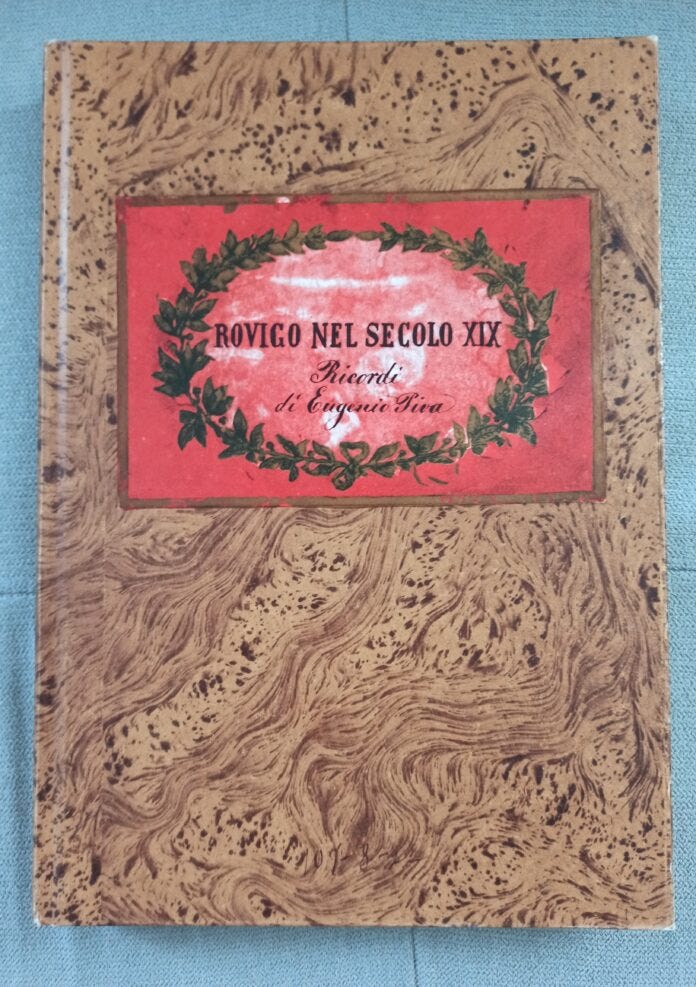 ROVIGO NEL SECOLO XIX
Ricordi
di Eugenio Piva